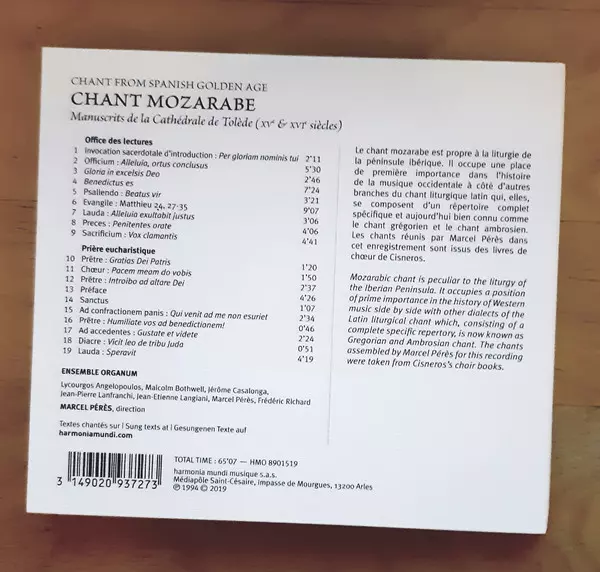 CHANT FROM SPANISH GOLDEN AGE
CHANT MOZARABE
Manuscrits de la Cathédrale de Tolède (XVe & XVIe siècles)
Office des lectures
1 Invocation sacerdotale d'introduction : Per gloriam nominis tui 2'11
2 Officium : Alleluia, ortus conclusus 5'30
3 Gloria in excelsis Deo 2'46
4 Benedictus es 7'24
5 Psallendo : Beatus vir 3'21
6 Evangile : Matthieu 24, 27-35 9'07
7 Lauda : Alleluia exultabit justus 3'06
8 Preces : Penitentes orate 4'06
9 Sacrificium : Vox clamantis 4'41
Prière eucharistique
10 Prêtre : Gratias Dei Patris 1'20
11 Chœur : Pacem meam do vobis 1'50
12 Prêtre : Introibo ad altare Dei 2'37
13 Préface 4'26
14 Sanctus 1'07
15 Ad confractionem panis : Qui venit ad me non esuriet 2'34
16 Prêtre : Humiliate vos ad benedictionem! 0'46
17 Ad accedentes : Gustate et videte 2'24
18 Diacre : Vicit leo de tribu Juda 0'51
19 Lauda : Speravit 4'19
ENSEMBLE ORGANUM
Lycourgos Angelopoulos, Malcolm Bothwell, Jérôme Casalonga,
Jean-Pierre Lanfranchi, Jean-Etienne Langianni, Marcel Pérès, Frédéric Richard
MARCEL PÉRÈS, direction
Textes chantés sur | Sung texts at | Gesungenen Texte auf
harmoniamundi.com
Le chant mozarabe est propre à la liturgie de
la péninsule ibérique. Il occupe une place
de première importance dans l'histoire
de la musique occidentale à côté d'autres
branches du chant liturgique latin qui, elles,
se composent d'un répertoire complet
spécifique et aujourd'hui bien connu comme
le chant grégorien et le chant ambrosien.
Les chants réunis par Marcel Pérès dans
cet enregistrement sont issus des livres de
chœur de Cisneros.
Mozarabic chant is peculiar to the liturgy of
the Iberian Peninsula. It occupies a position
of prime importance in the history of Western
music side by side with other dialects of the
Latin liturgical chant which, consisting of a
complete specific repertory, is now known as
Gregorian and Ambrosian chant. The chants
assembled by Marcel Pérès for this recording
were taken from Cisneros's choir books.
3 149020 937273
TOTAL TIME : 65'07 — HMO 8901519
harmonia mundi musique s.a.s.
Médiapôle Saint-Césaire, Impasse de Mourgues, 13200 Arles
℗ 1994 © 2019